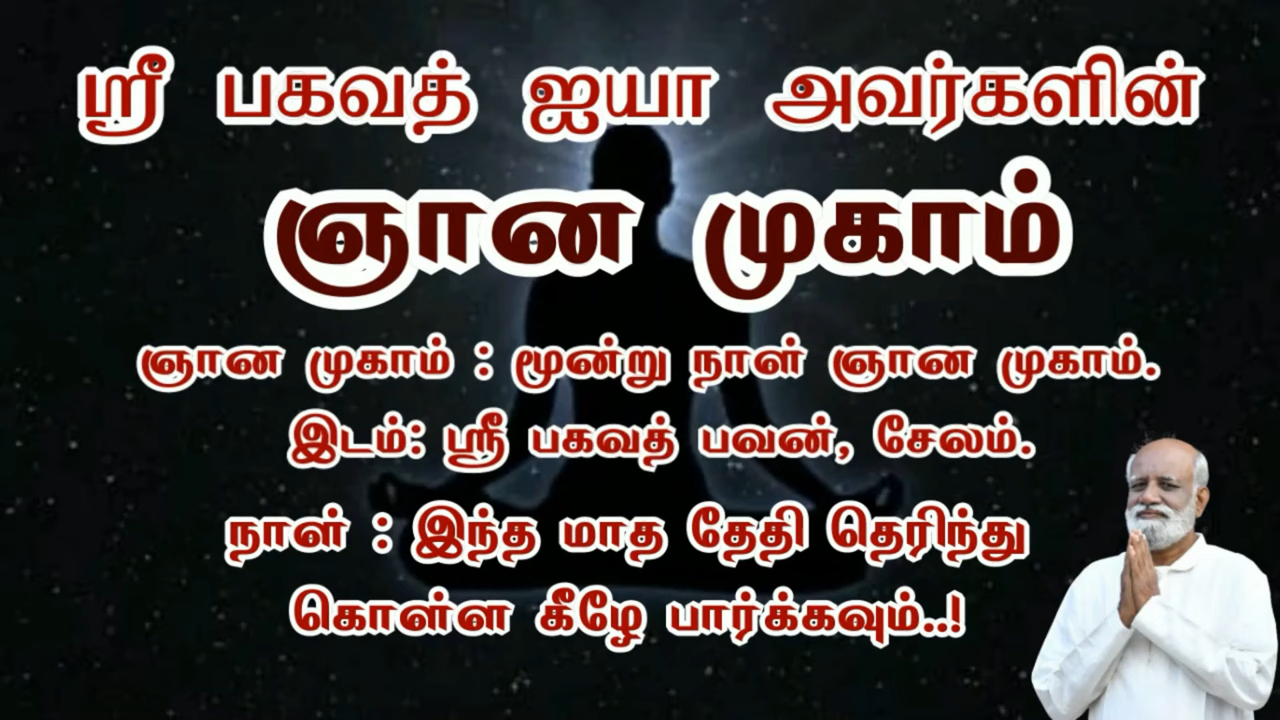 ஸ்ரீ பகவத் ஐயா அவர்களின்
ஞான முகாம்
ஞான முகாம் : மூன்று நாள் ஞான முகாம்.
இடம்: ஸ்ரீ பகவத் பவன், சேலம்.
நாள் : இந்த மாத தேதி தெரிந்து
கொள்ள கீழே பார்க்கவும்..!